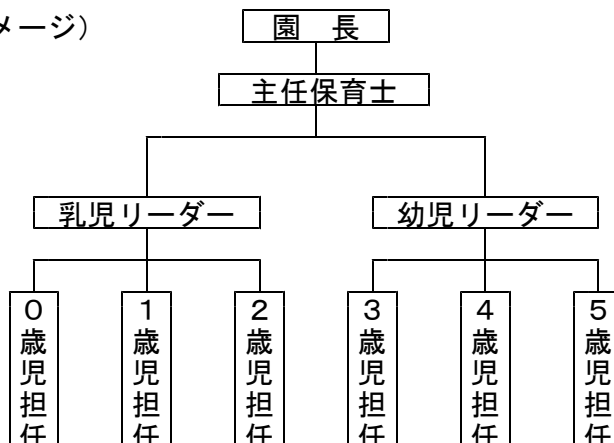 メージ）
園　長
主任保育士
乳児リーダー
幼児リーダー
０歳児担任
１歳児担任
２歳児担任
３歳児担任
４歳児担任
５歳児担任